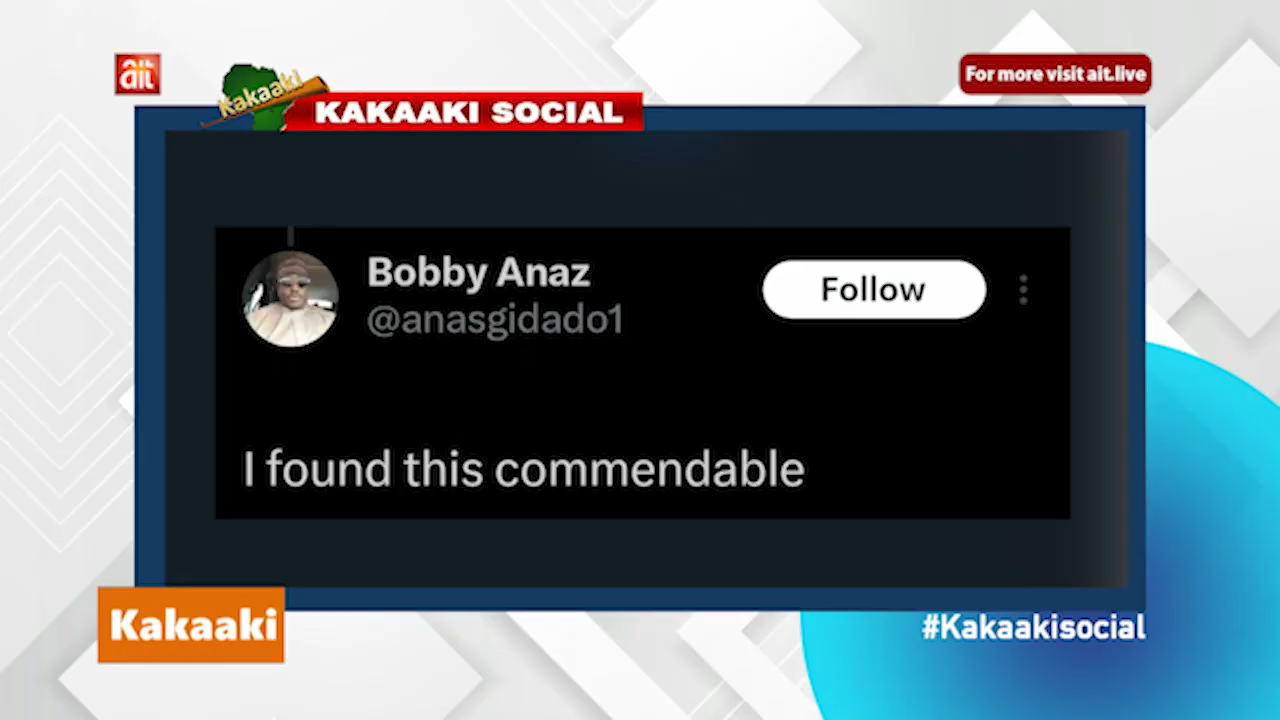 ait
Kakaaki
KAKAAKI SOCIAL
For more visit ait.live
Bobby Anaz
@anasgidado1
Follow
I found this commendable
Kakaaki
#Kakaakisocial